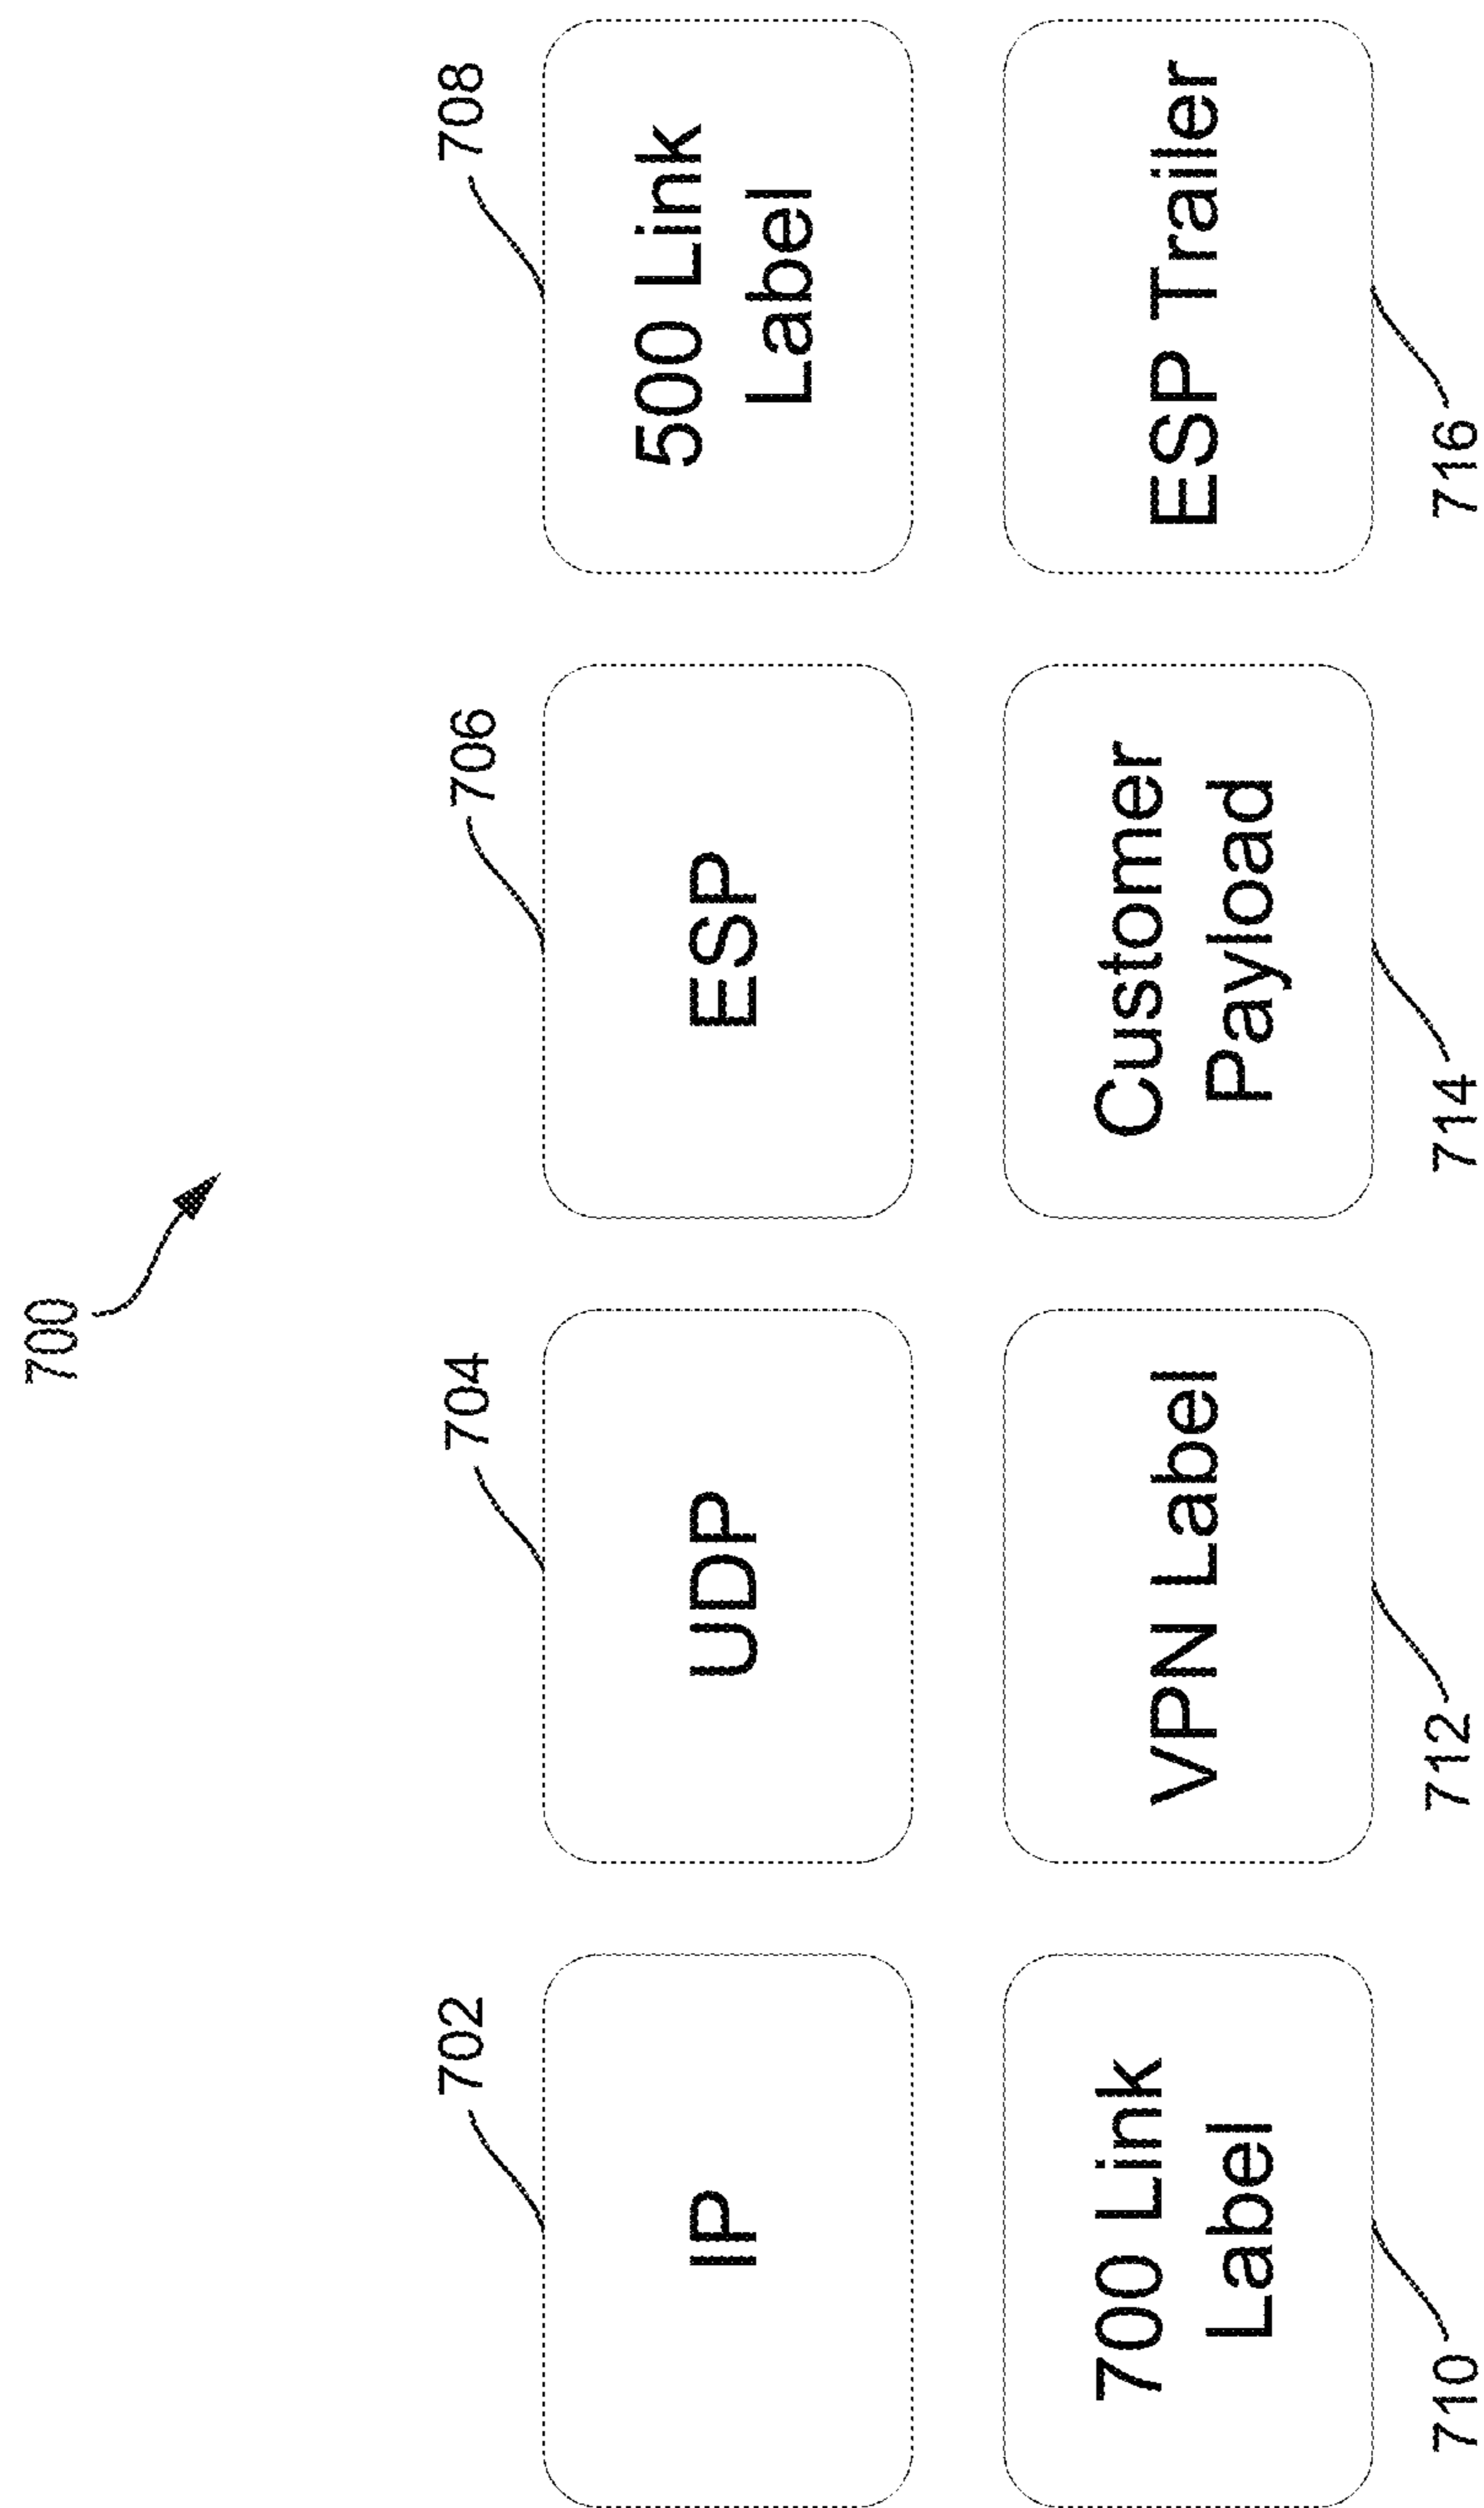 700
702
704
706
708
IP
UDP
ESP
500 Link
Label
700 Link
Label
VPN Label
Customer
Payload
ESP Trailer
710
712
714
716